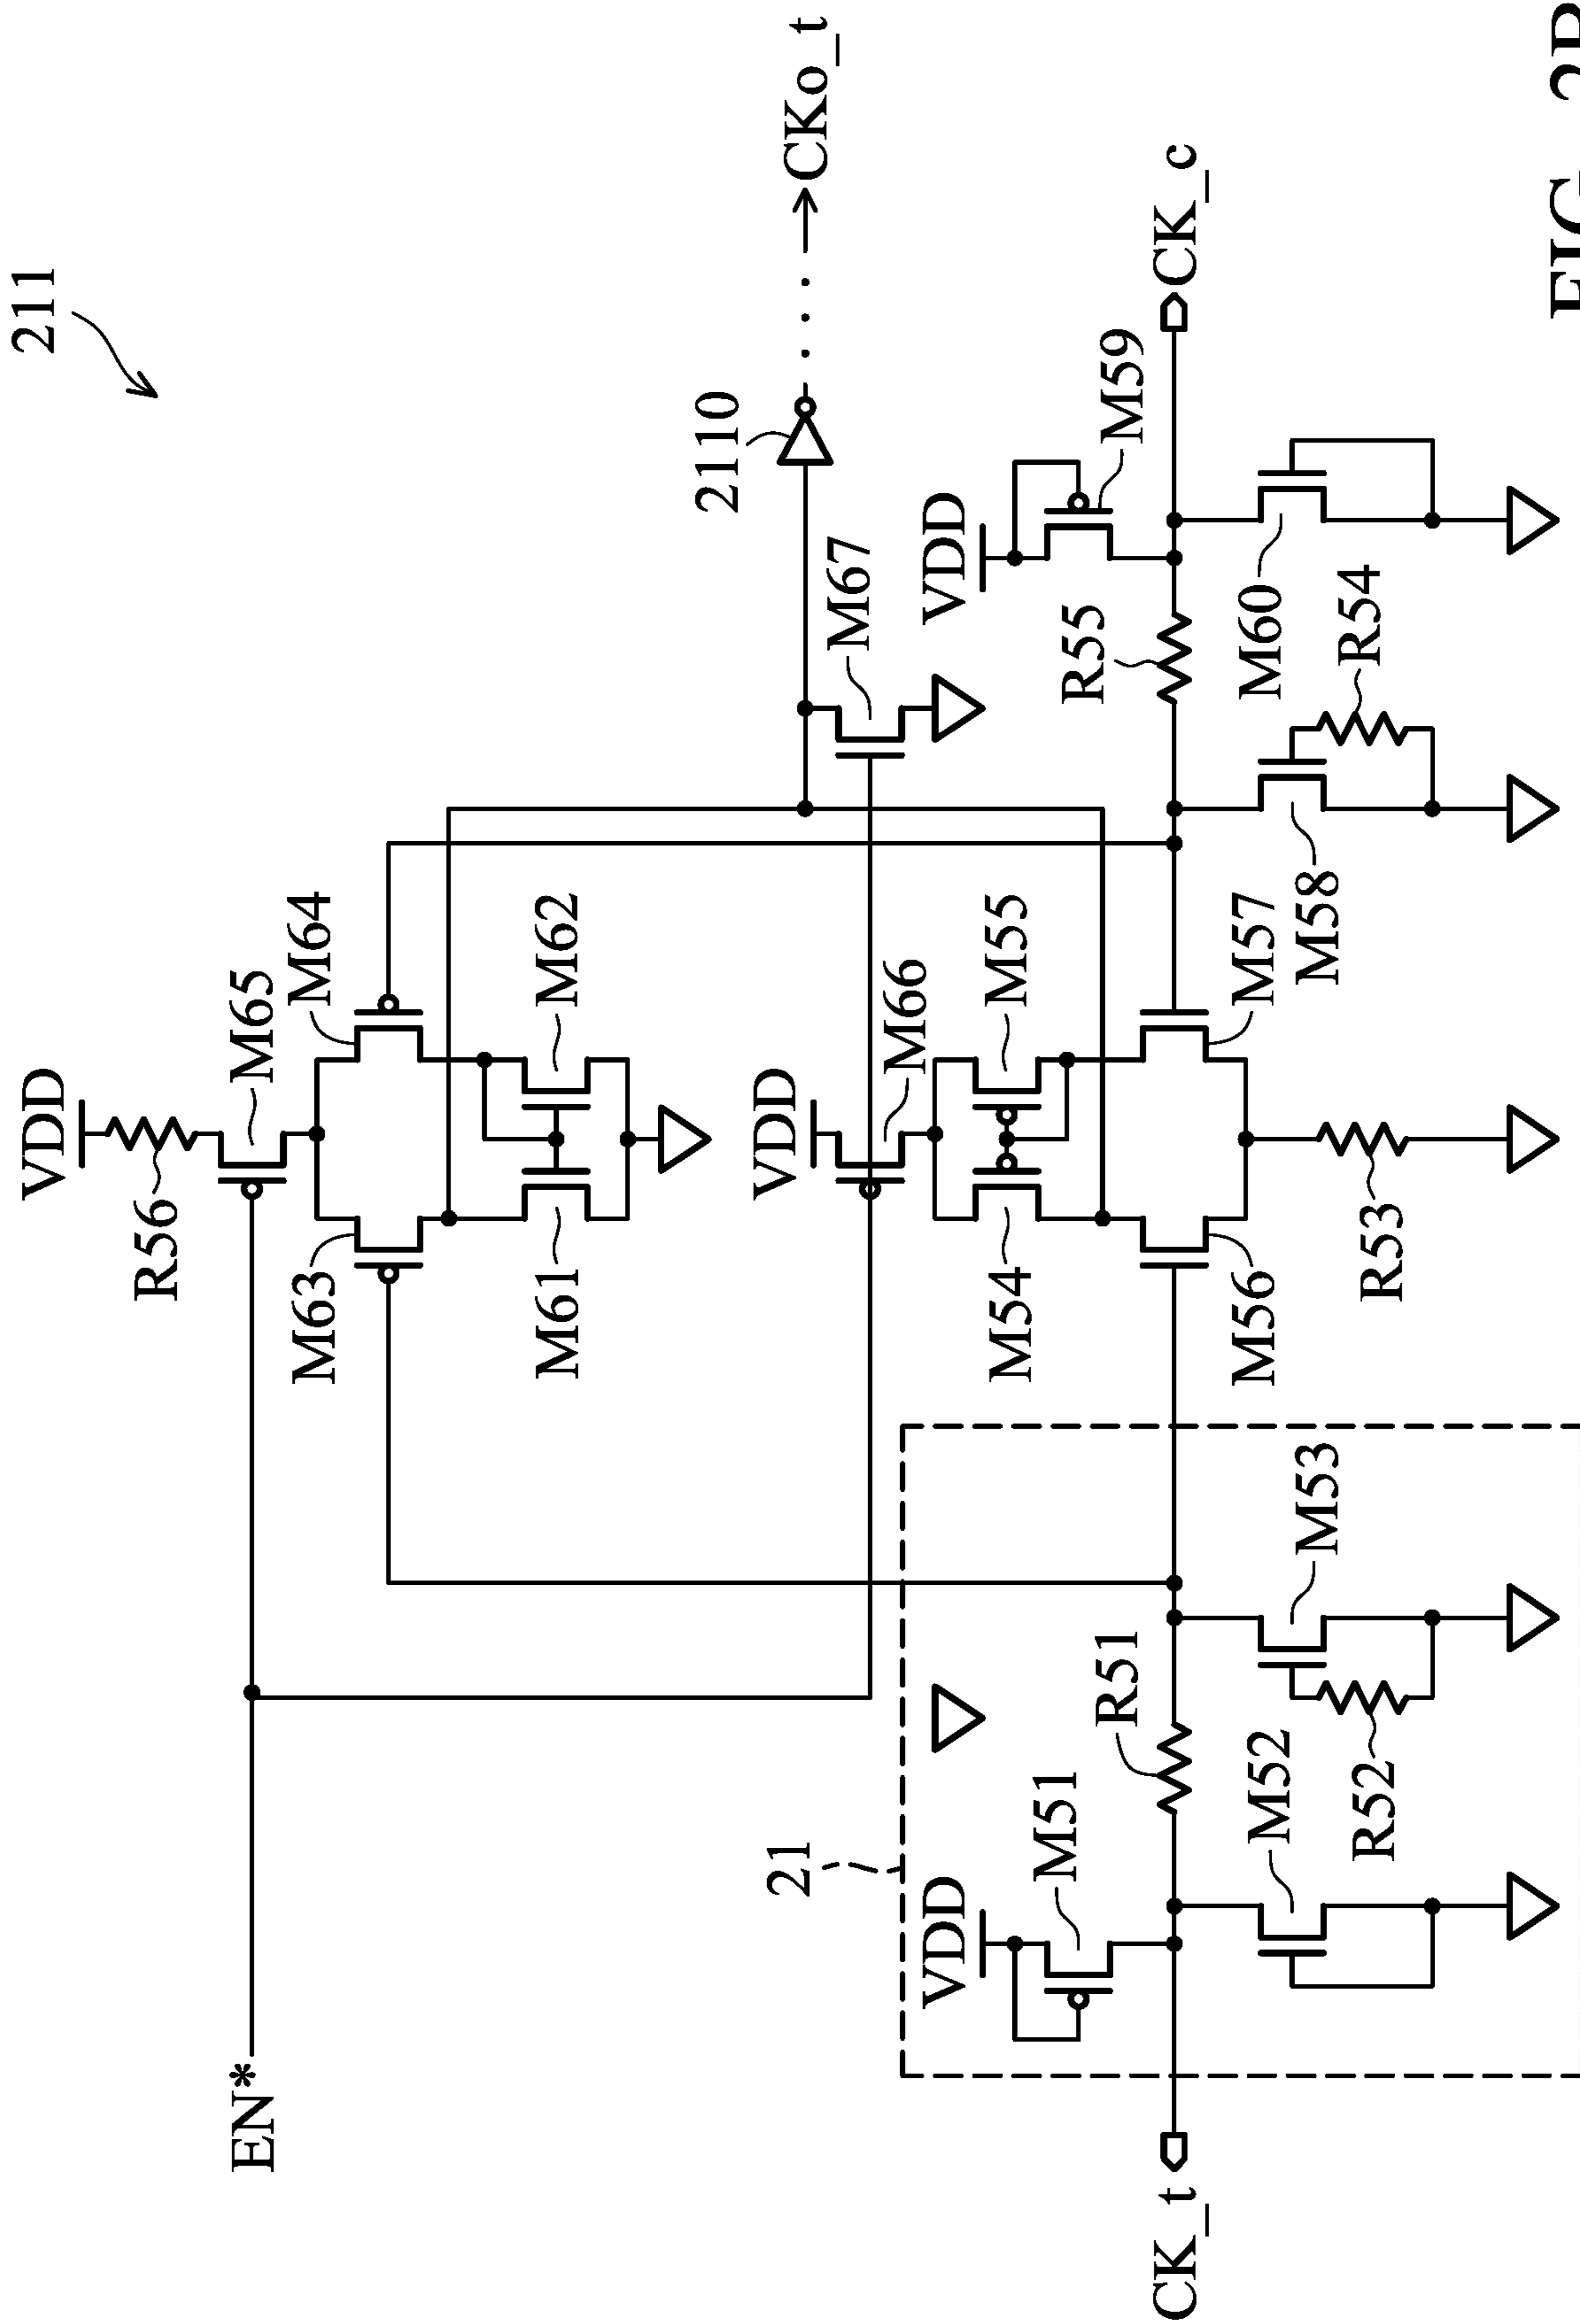 211
VDD
R56
M65
M64
M63
M62
M61
EN*
CKo_t
2110
M67
VDD
M66
M55
M54
M57
M56
R53
VDD
M59
R55
M60
R54
M58
CK_c
21
VDD
M51
R51
M53
M52
R52
CK_t